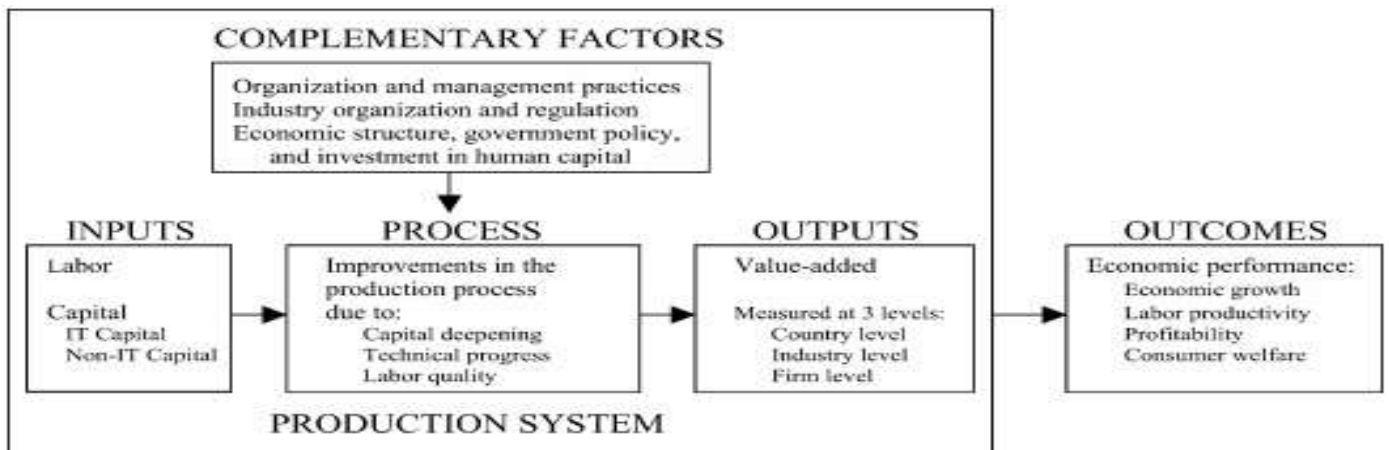 COMPLEMENTARY FACTORS
Organization and management practices
Industry organization and regulation
Economic structure, government policy,
and investment in human capital
INPUTS
Labor
Capital
IT Capital
Non-IT Capital
PROCESS
Improvements in the
production process
due to:
Capital deepening
Technical progress
Labor quality
OUTPUTS
Value-added
Measured at 3 levels:
Country level
Industry level
Firm level
OUTCOMES
Economic performance:
Economic growth
Labor productivity
Profitability
Consumer welfare
PRODUCTION SYSTEM